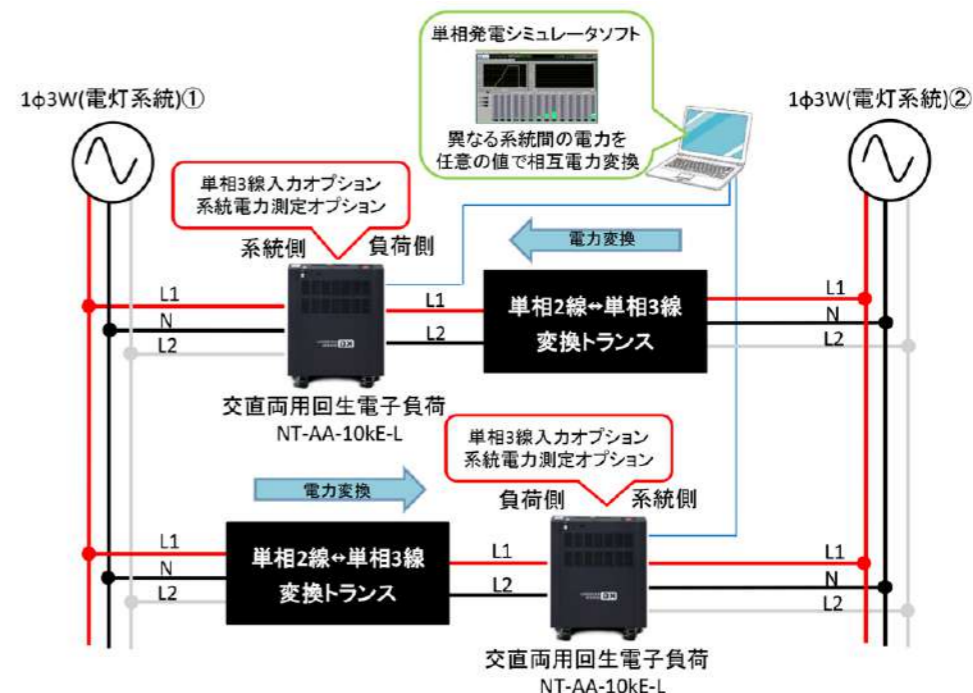 単相発電シミュレータソフト
異なる系統間の電力を
任意の値で相互電力変換
1φ3W(電灯系統)①
1φ3W(電灯系統)②
単相3線入力オプション
系統電力測定オプション
系統側
負荷側
電力変換
L1
N
L2
L1
L2
単相2線↔単相3線
変換トランス
L1
N
L2
交直両用回生電子負荷
NT-AA-10kE-L
単相3線入力オプション
系統電力測定オプション
電力変換
負荷側
系統側
L1
N
L2
単相2線↔単相3線
変換トランス
L1
L2
L1
N
L2
交直両用回生電子負荷
NT-AA-10kE-L